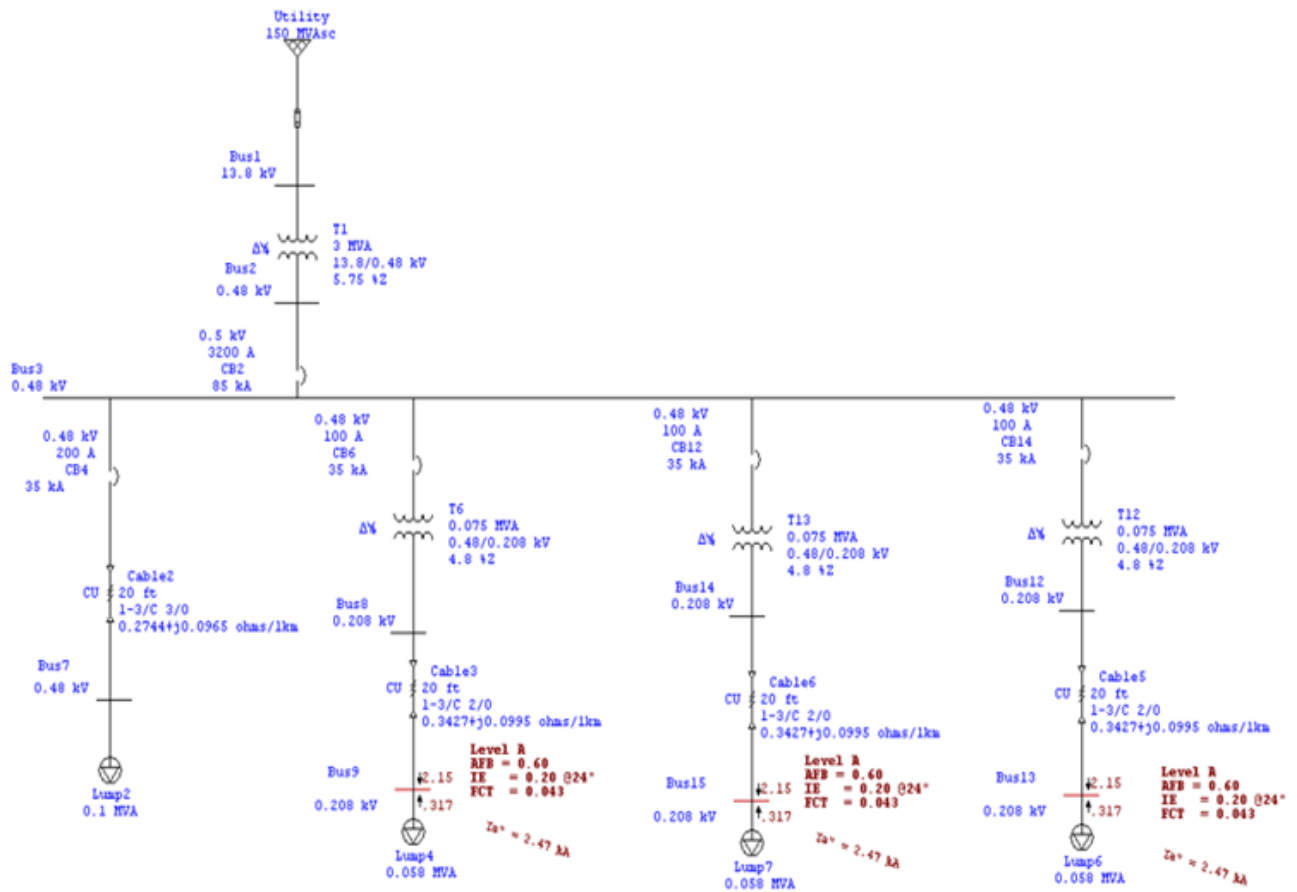 Utility
150 MVAsc
Bus1
13.8 kV
T1
3 MVA
13.8/0.48 kV
5.75 %Z
Bus2
0.48 kV
0.5 kV
3200 A
CB2
85 kA
Bus3
0.48 kV
0.48 kV
200 A
CB4
35 kA
Cable2
CU
20 ft
1-3/C 3/0
0.2744+j0.0965 ohms/1km
Bus7
0.48 kV
Lump2
0.1 MVA
0.48 kV
100 A
CB6
35 kA
T6
0.075 MVA
0.48/0.208 kV
4.8 %Z
Bus8
0.208 kV
Cable3
CU
20 ft
1-3/C 2/0
0.3427+j0.0995 ohms/1km
Bus9
0.208 kV
2.15
.317
Level A
AFB = 0.60
IE = 0.20 @24"
FCT = 0.043
Ia" = 2.47 kA
Lump4
0.058 MVA
0.48 kV
100 A
CB12
35 kA
T13
0.075 MVA
0.48/0.208 kV
4.8 %Z
Bus14
0.208 kV
Cable6
CU
20 ft
1-3/C 2/0
0.3427+j0.0995 ohms/1km
Bus15
0.208 kV
2.15
.317
Level A
AFB = 0.60
IE = 0.20 @24"
FCT = 0.043
Ia" = 2.47 kA
Lump7
0.058 MVA
0.48 kV
100 A
CB14
35 kA
T12
0.075 MVA
0.48/0.208 kV
4.8 %Z
Bus12
0.208 kV
Cable5
CU
20 ft
1-3/C 2/0
0.3427+j0.0995 ohms/1km
Bus13
0.208 kV
2.15
.317
Level A
AFB = 0.60
IE = 0.20 @24"
FCT = 0.043
Ia" = 2.47 kA
Lump6
0.058 MVA